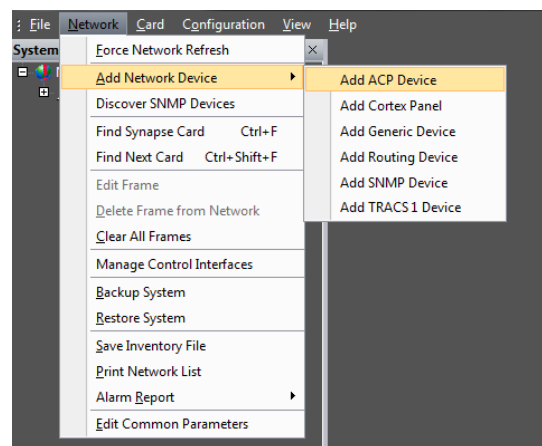 File Network Card Configuration View Help
System
Force Network Refresh
Add Network Device
Add ACP Device
Discover SNMP Devices
Add Cortex Panel
Find Synapse Card Ctrl+F
Add Generic Device
Find Next Card Ctrl+Shift+F
Add Routing Device
Edit Frame
Add SNMP Device
Delete Frame from Network
Add TRACS 1 Device
Clear All Frames
Manage Control Interfaces
Backup System
Restore System
Save Inventory File
Print Network List
Alarm Report
Edit Common Parameters